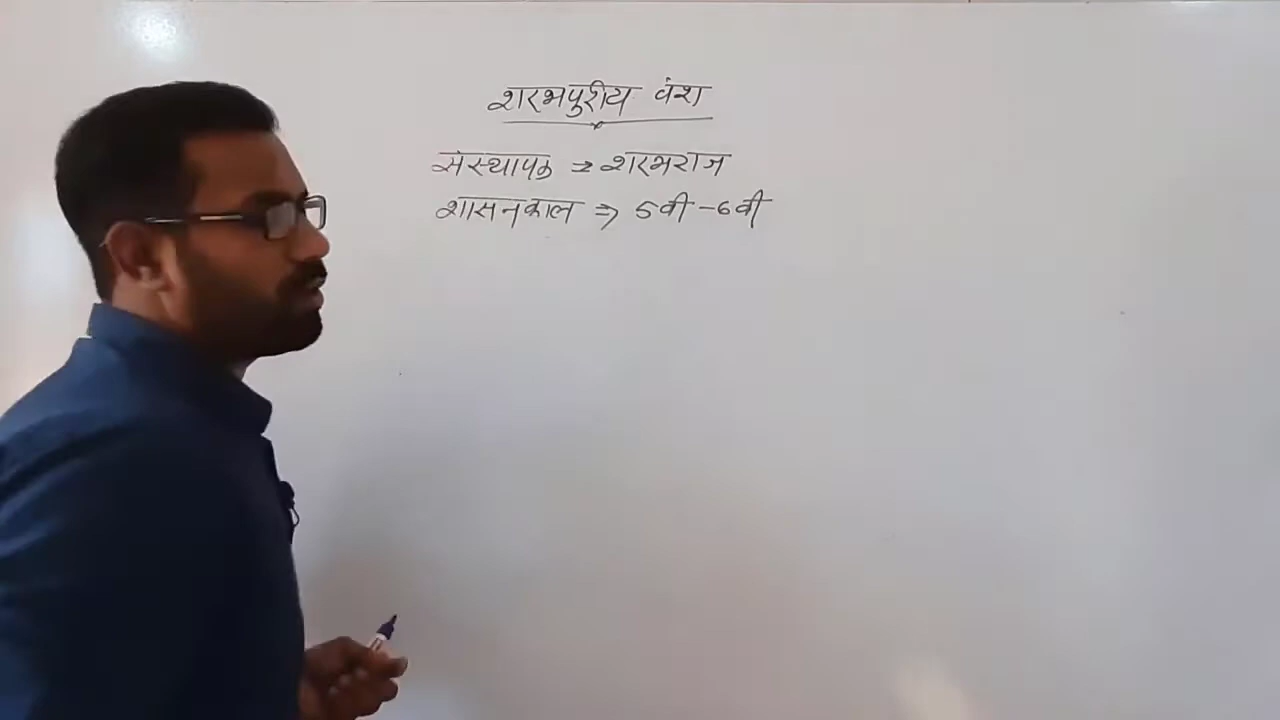 शरभपुरीय वंश
संस्थापक ⇒ शरभराज
शासनकाल ⇒ 5वी - 6वी